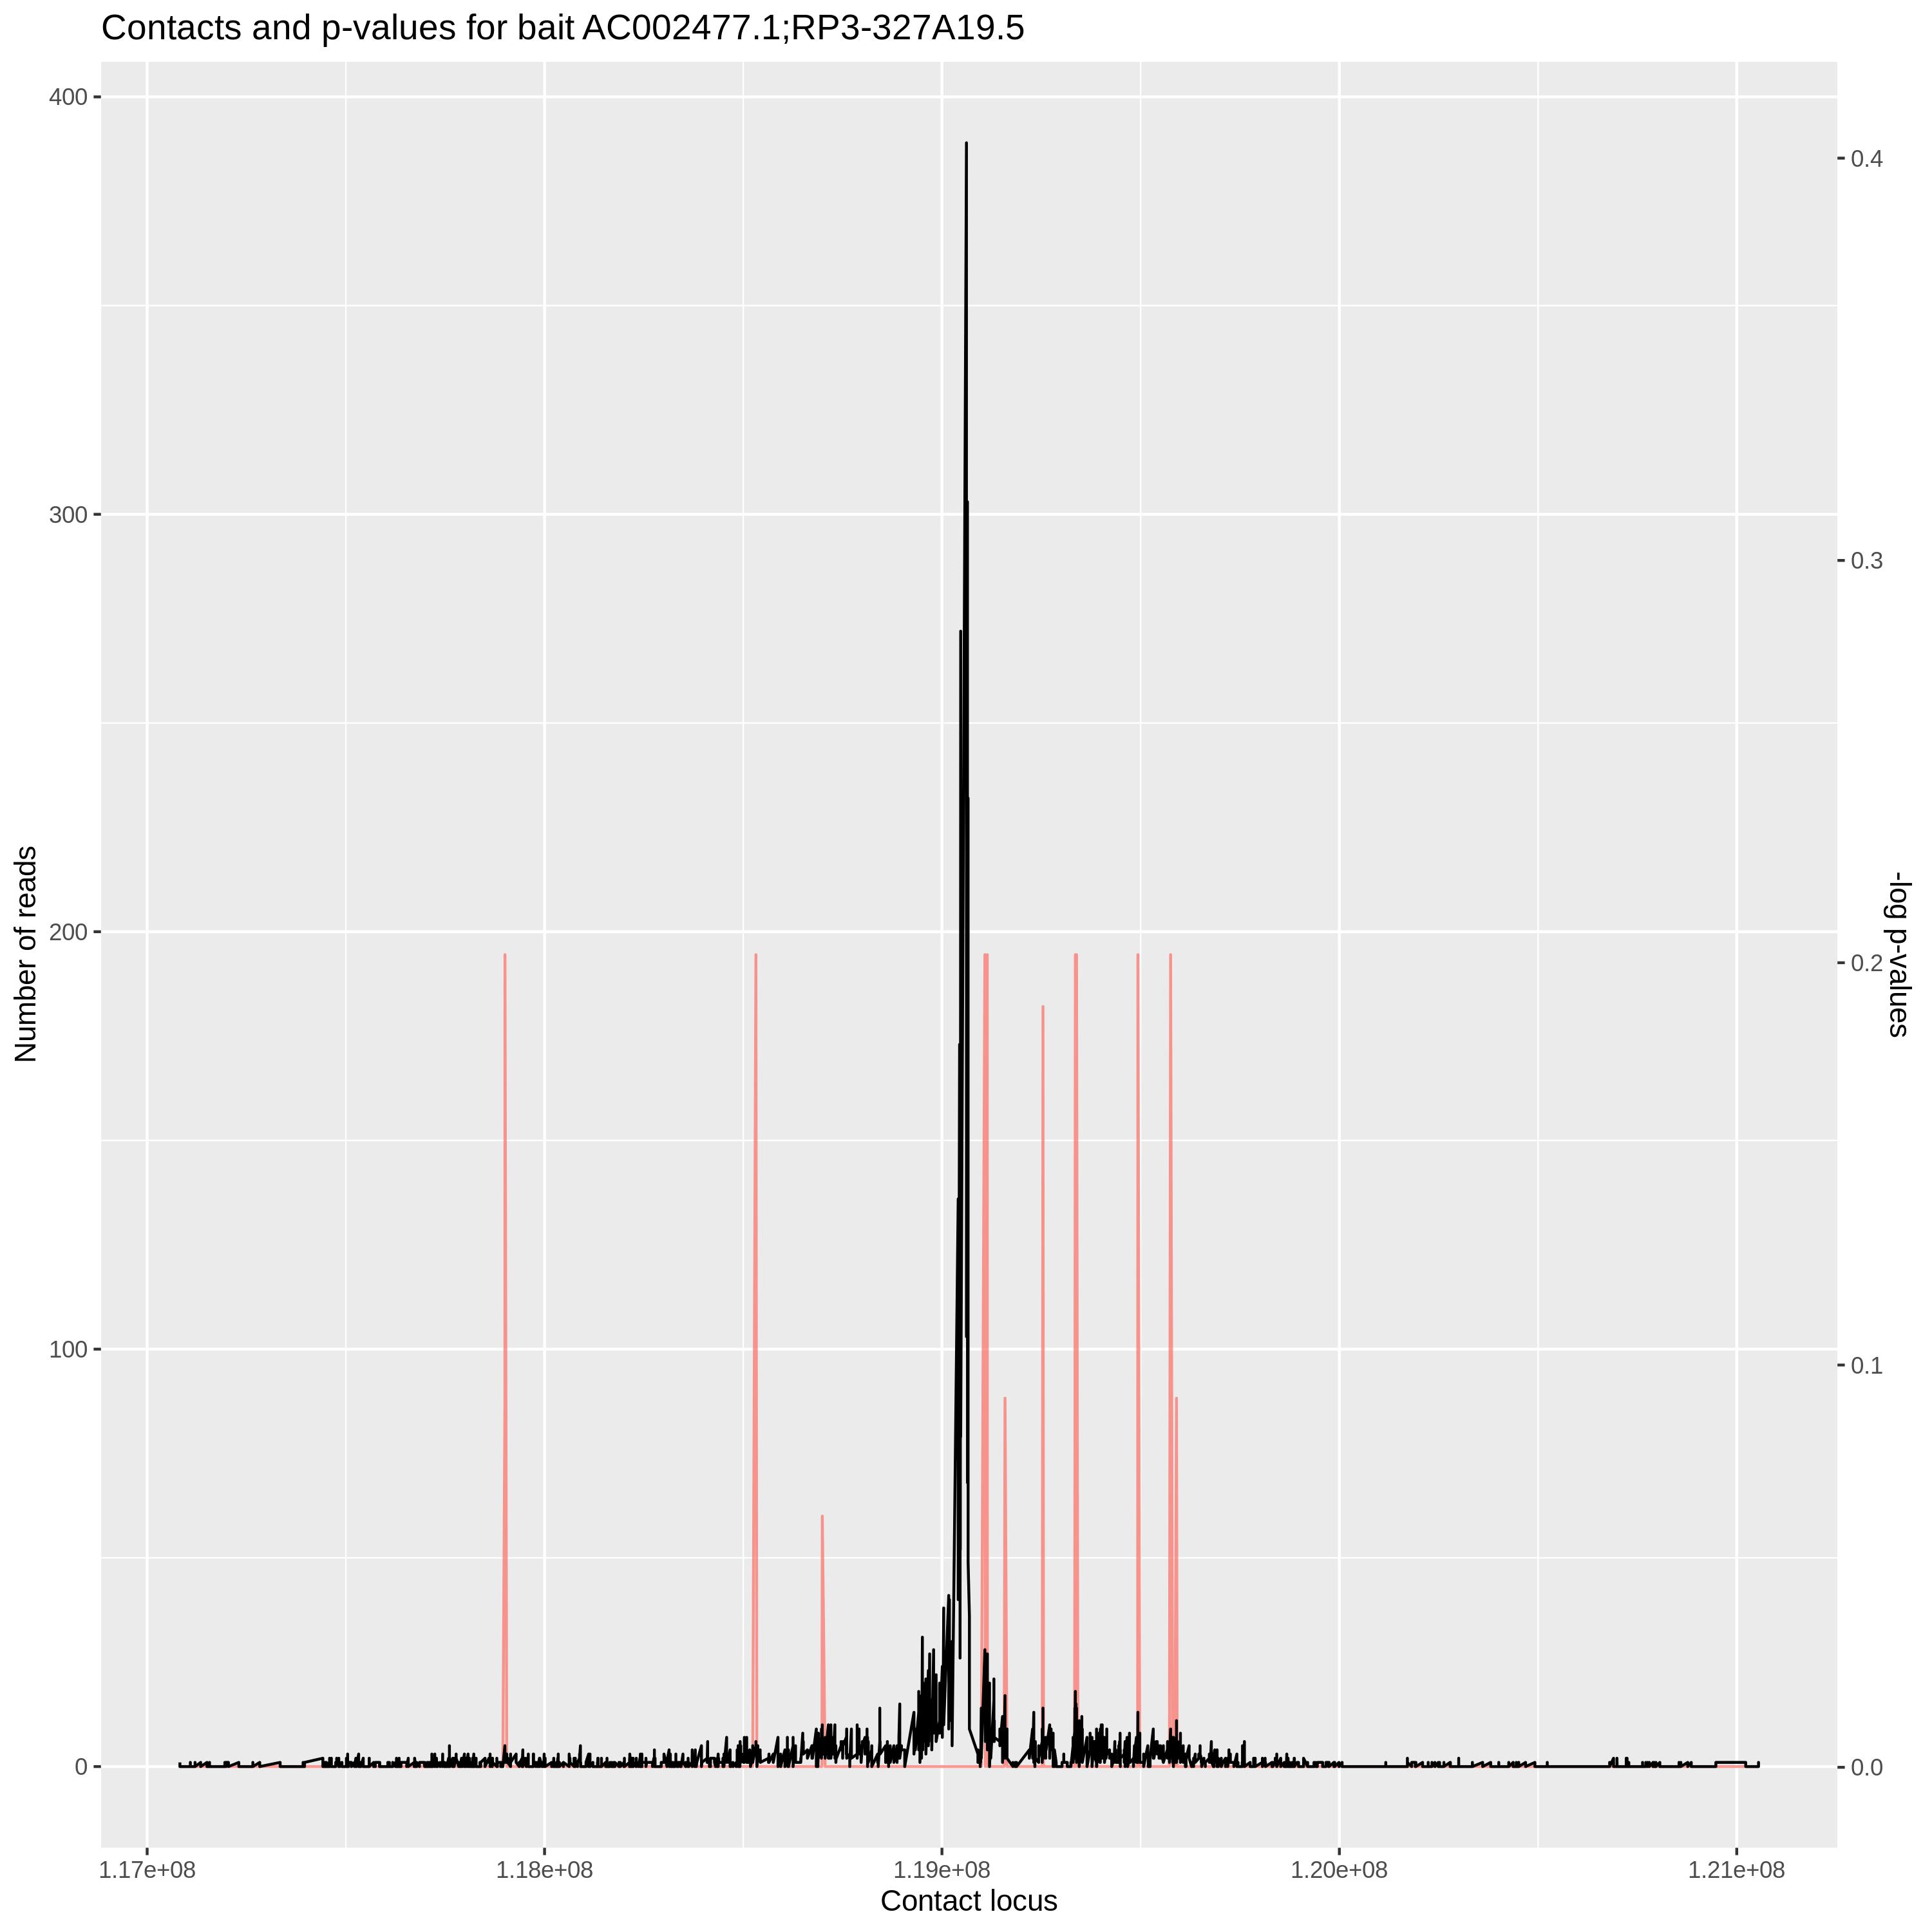 Contacts and p-values for bait AC002477.1;RP3-327A19.5
400
300
200
100
0
Number of reads
0.4
0.3
0.2
0.1
0.0
-log p-values
1.17e+08
1.18e+08
1.19e+08
1.20e+08
1.21e+08
Contact locus